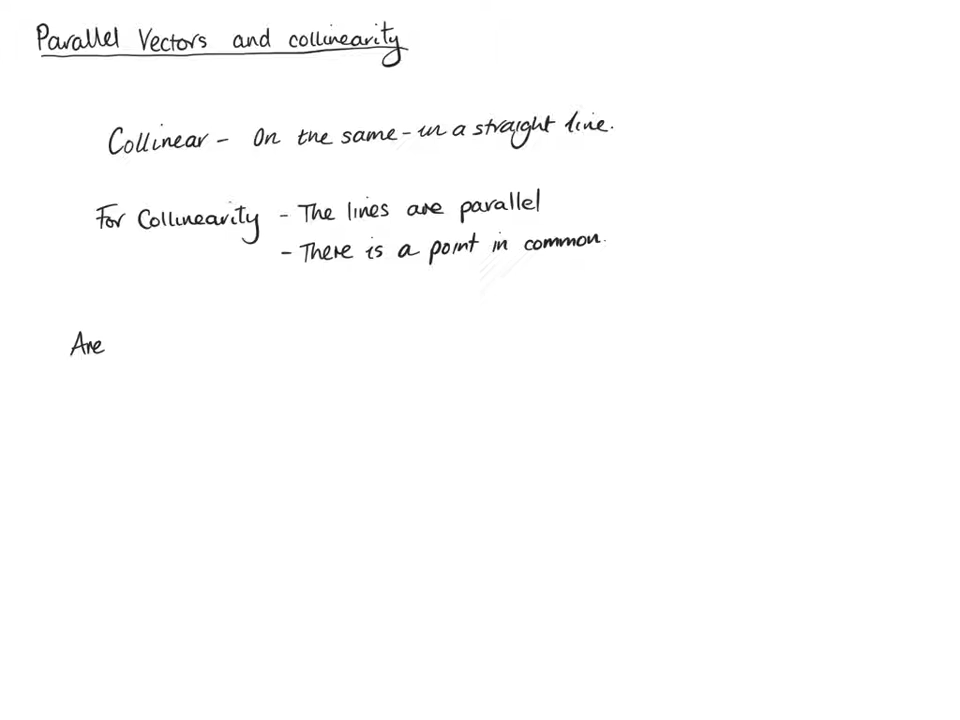 Parallel Vectors and collinearity
Collinear - On the same - in a straight line.
For Collinearity - The lines are parallel
- There is a point in common.
Are